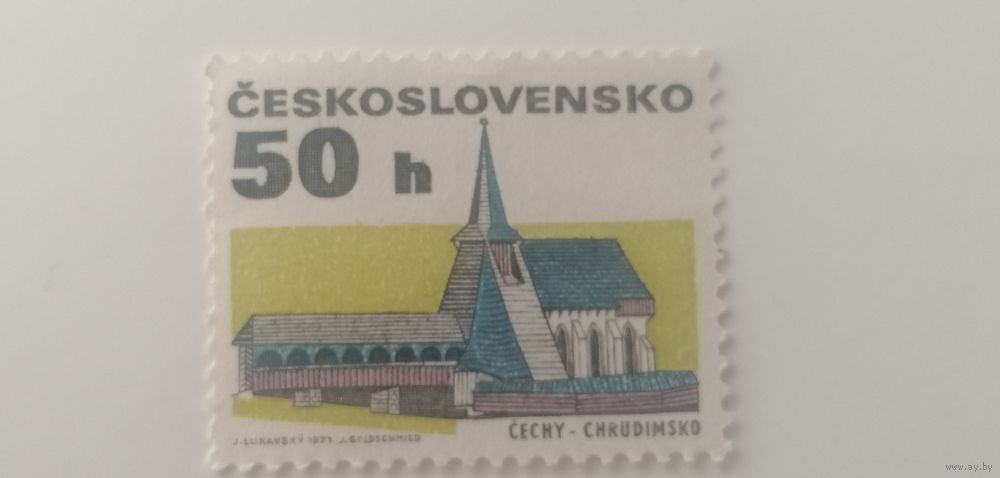 ČESKOSLOVENSKO
50 h
J. LUKAVSKÝ 1971 J. GOLDSCHMIED
ČECHY - CHRUDIMSKO
www.ay.by